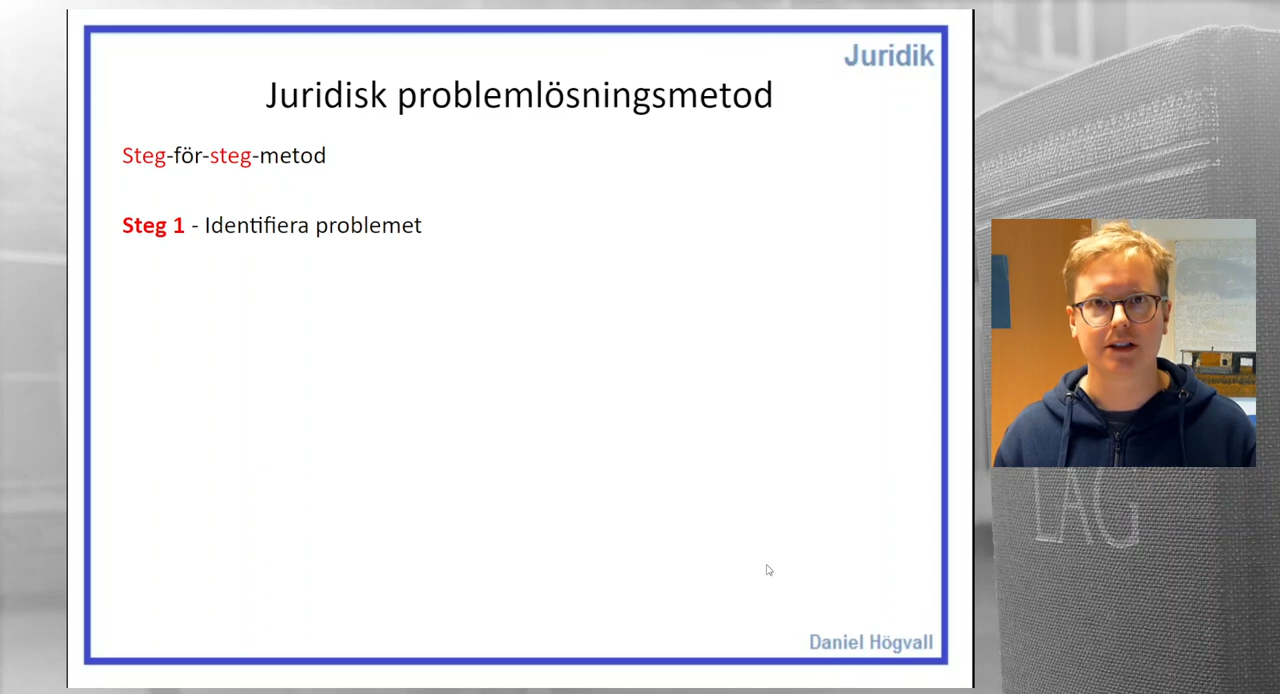 Juridik
Juridisk problemlösningsmetod
Steg-för-steg-metod
Steg 1 - Identifiera problemet
LAG
Daniel Högvall